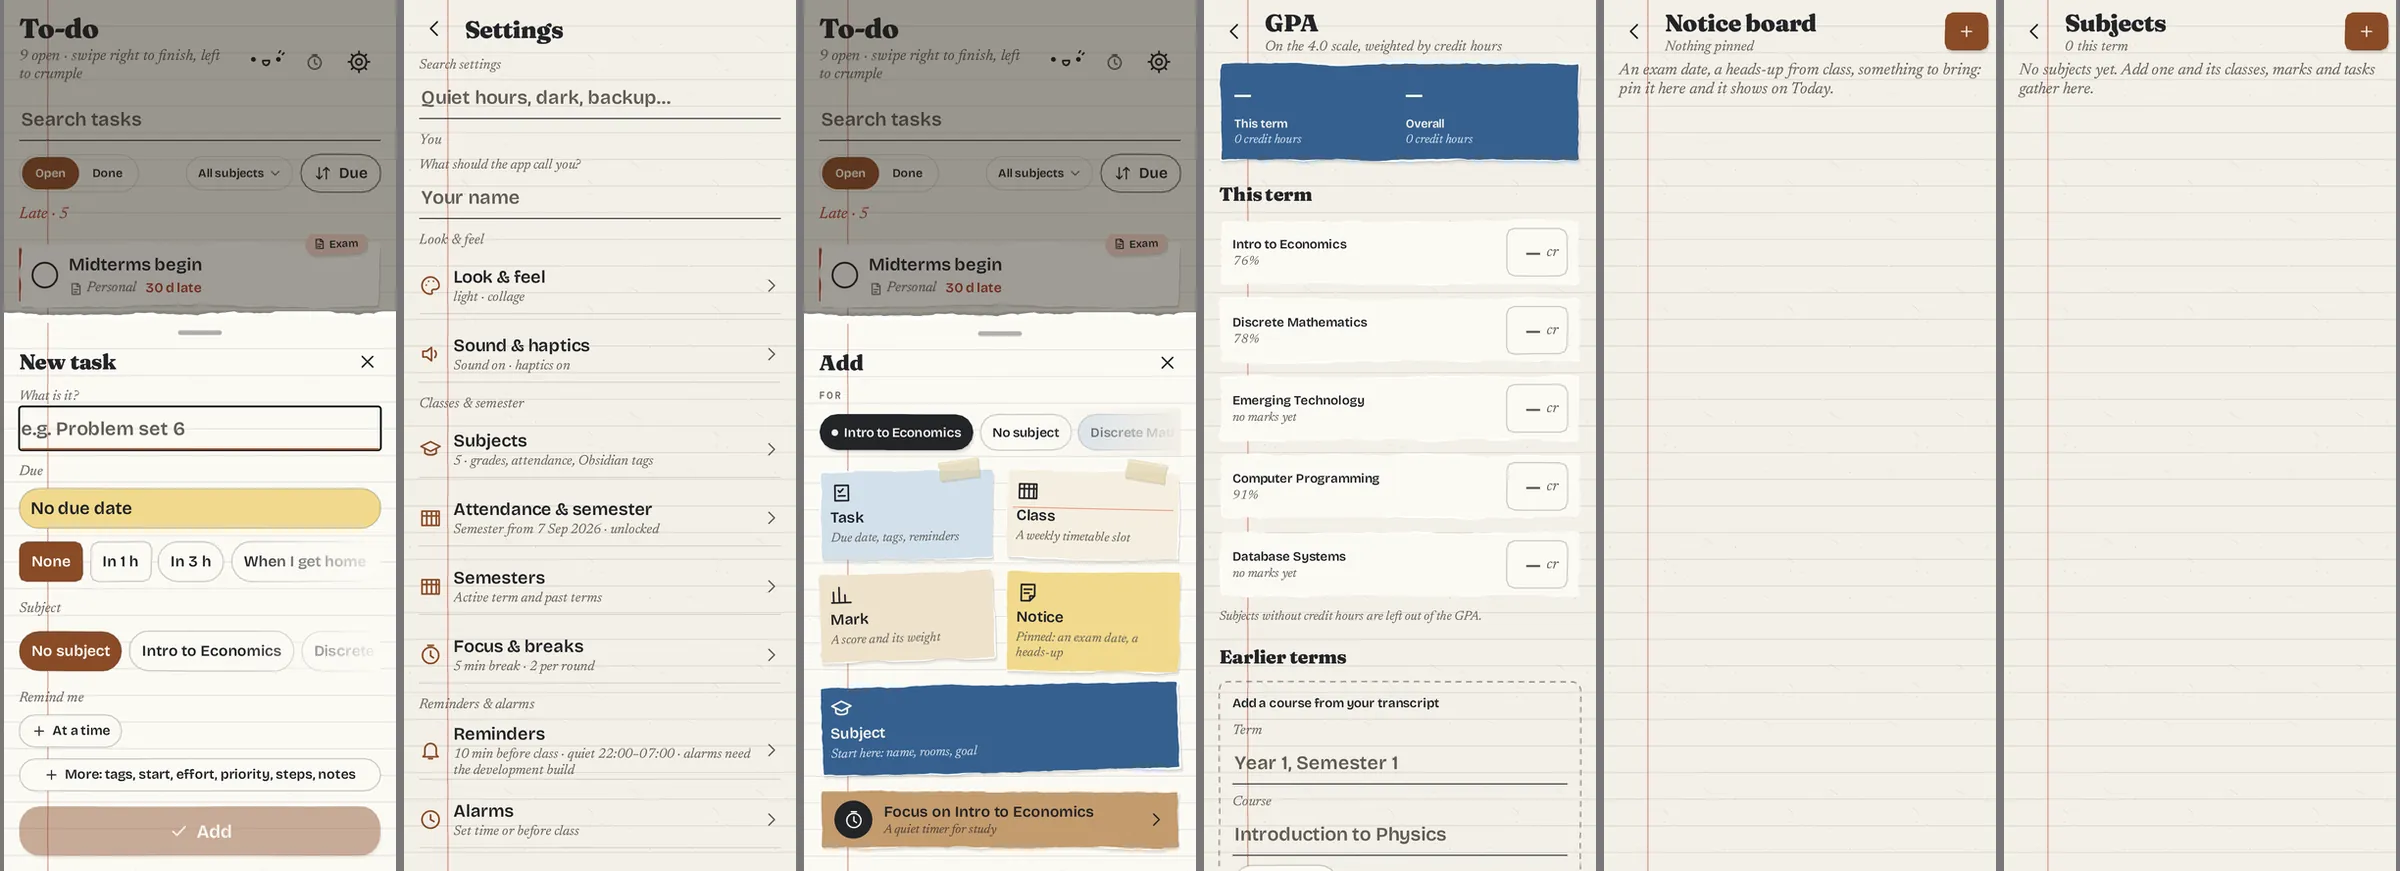 To-do
9 open · swipe right to finish, left
to crumple
Search tasks
Open
Done
All subjects
Due
Late · 5
Exam
Midterms begin
Personal
30 d late
New task
What is it?
e.g. Problem set 6
Due
No due date
None
In 1 h
In 3 h
When I get home
Subject
No subject
Intro to Economics
Discrete
Remind me
+ At a time
+ More: tags, start, effort, priority, steps, notes
Add
Settings
Search settings
Quiet hours, dark, backup...
You
What should the app call you?
Your name
Look & feel
Look & feel
light · collage
Sound & haptics
Sound on · haptics on
Classes & semester
Subjects
5 · grades, attendance, Obsidian tags
Attendance & semester
Semester from 7 Sep 2026 · unlocked
Semesters
Active term and past terms
Focus & breaks
5 min break · 2 per round
Reminders & alarms
Reminders
10 min before class · quiet 22:00–07:00 · alarms need
the development build
Alarms
Set time or before class
To-do
9 open · swipe right to finish, left
to crumple
Search tasks
Open
Done
All subjects
Due
Late · 5
Exam
Midterms begin
Personal
30 d late
Add
FOR
Intro to Economics
No subject
Discrete Mat
Task
Due date, tags, reminders
Class
A weekly timetable slot
Mark
A score and its weight
Notice
Pinned: an exam date, a
heads-up
Subject
Start here: name, rooms, goal
Focus on Intro to Economics
A quiet timer for study
GPA
On the 4.0 scale, weighted by credit hours
—
This term
0 credit hours
—
Overall
0 credit hours
This term
Intro to Economics
76%
— cr
Discrete Mathematics
78%
— cr
Emerging Technology
no marks yet
— cr
Computer Programming
91%
— cr
Database Systems
no marks yet
— cr
Subjects without credit hours are left out of the GPA.
Earlier terms
Add a course from your transcript
Term
Year 1, Semester 1
Course
Introduction to Physics
Notice board
Nothing pinned
+
An exam date, a heads-up from class, something to bring:
pin it here and it shows on Today.
Subjects
0 this term
+
No subjects yet. Add one and its classes, marks and tasks
gather here.